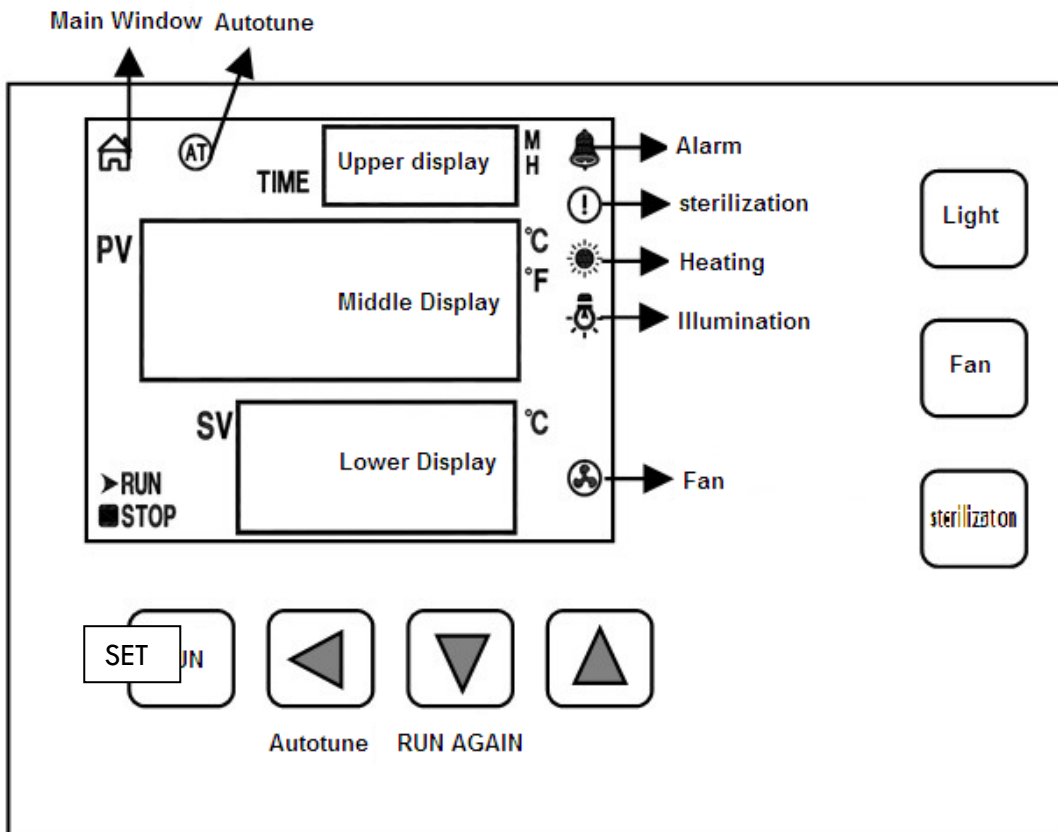 Main Window Autotune
AT
TIME
Upper display
M
H
Alarm
sterilization
PV
Middle Display
°C
°F
Heating
Illumination
Light
Fan
SV
Lower Display
°C
➤RUN
■STOP
Fan
sterilizaton
SET
UN
Autotune RUN AGAIN